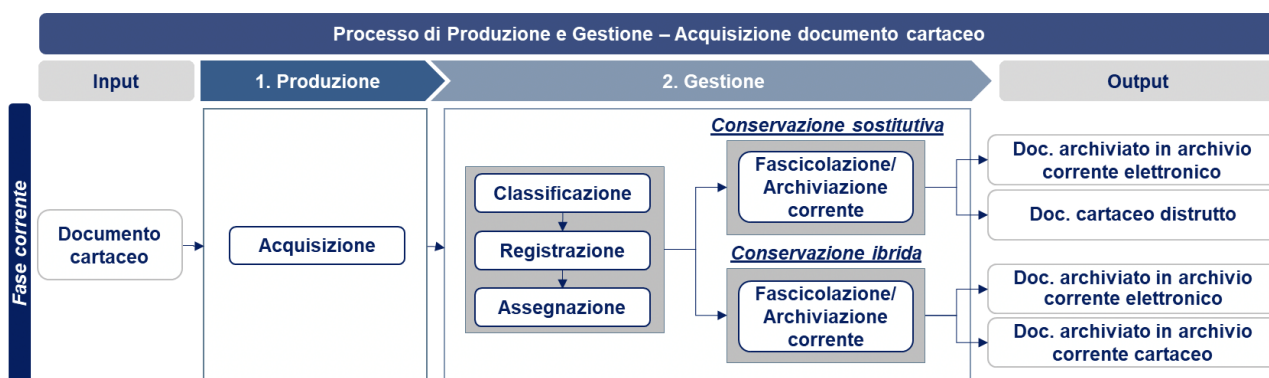 Processo di Produzione e Gestione – Acquisizione documento cartaceo
Input
1. Produzione
2. Gestione
Output
Fase corrente
Documento
cartaceo
Acquisizione
Classificazione
Registrazione
Assegnazione
Conservazione sostitutiva
Fascicolazione/
Archiviazione
corrente
Conservazione ibrida
Fascicolazione/
Archiviazione
corrente
Doc. archiviato in archivio
corrente elettronico
Doc. cartaceo distrutto
Doc. archiviato in archivio
corrente elettronico
Doc. archiviato in archivio
corrente cartaceo